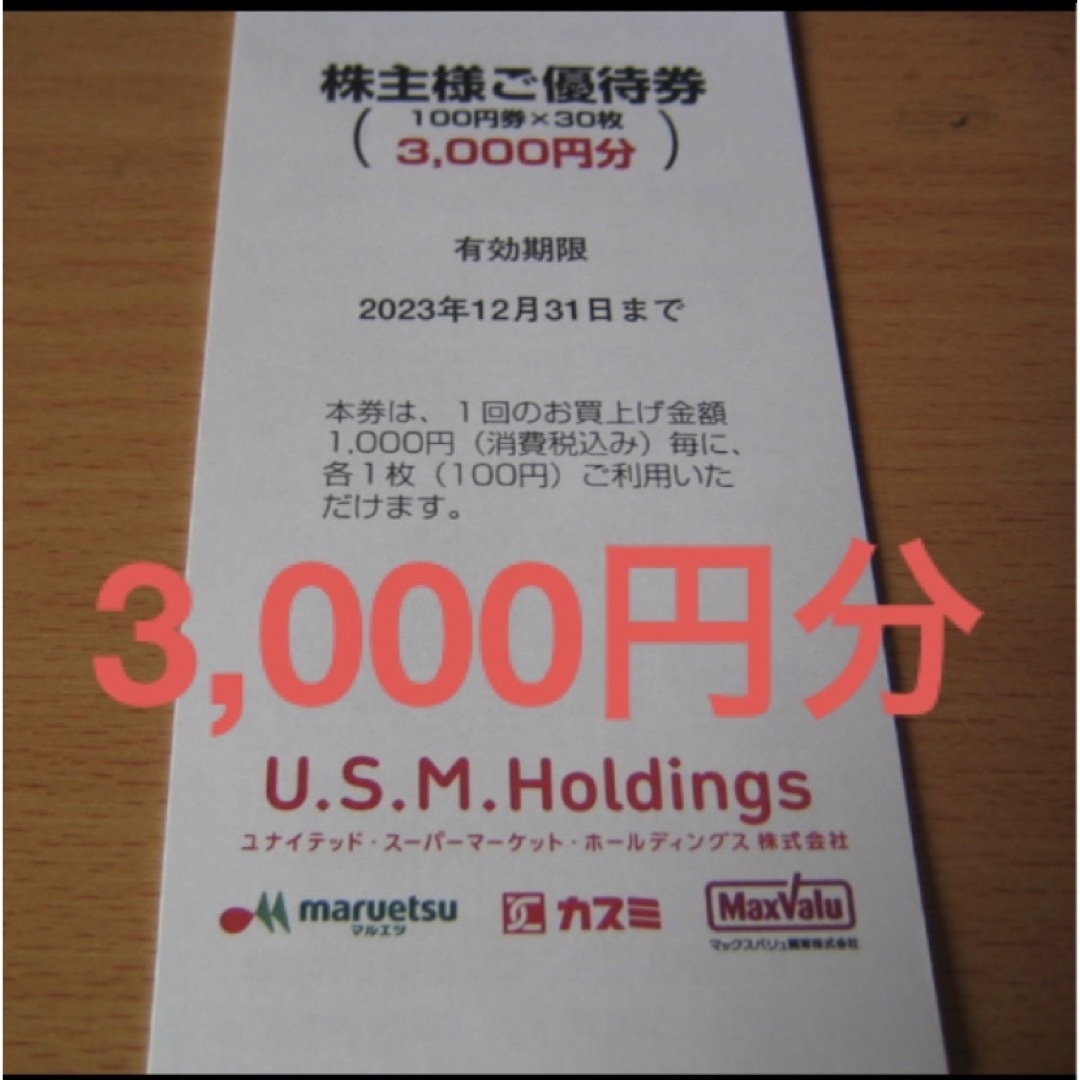 株主様ご優待券
(100円券×30枚
3,000円分)
有効期限
2023年12月31日まで
本券は、1回のお買上げ金額
1,000円(消費税込み)毎に、
各1枚(100円)ご利用いた
だけます。
3,000円分
U.S.M.Holdings
ユナイテッド・スーパーマーケット・ホールディングス株式会社
maruetsu カスミ MaxValu
マルエツ マックスバリュ関東株式会社